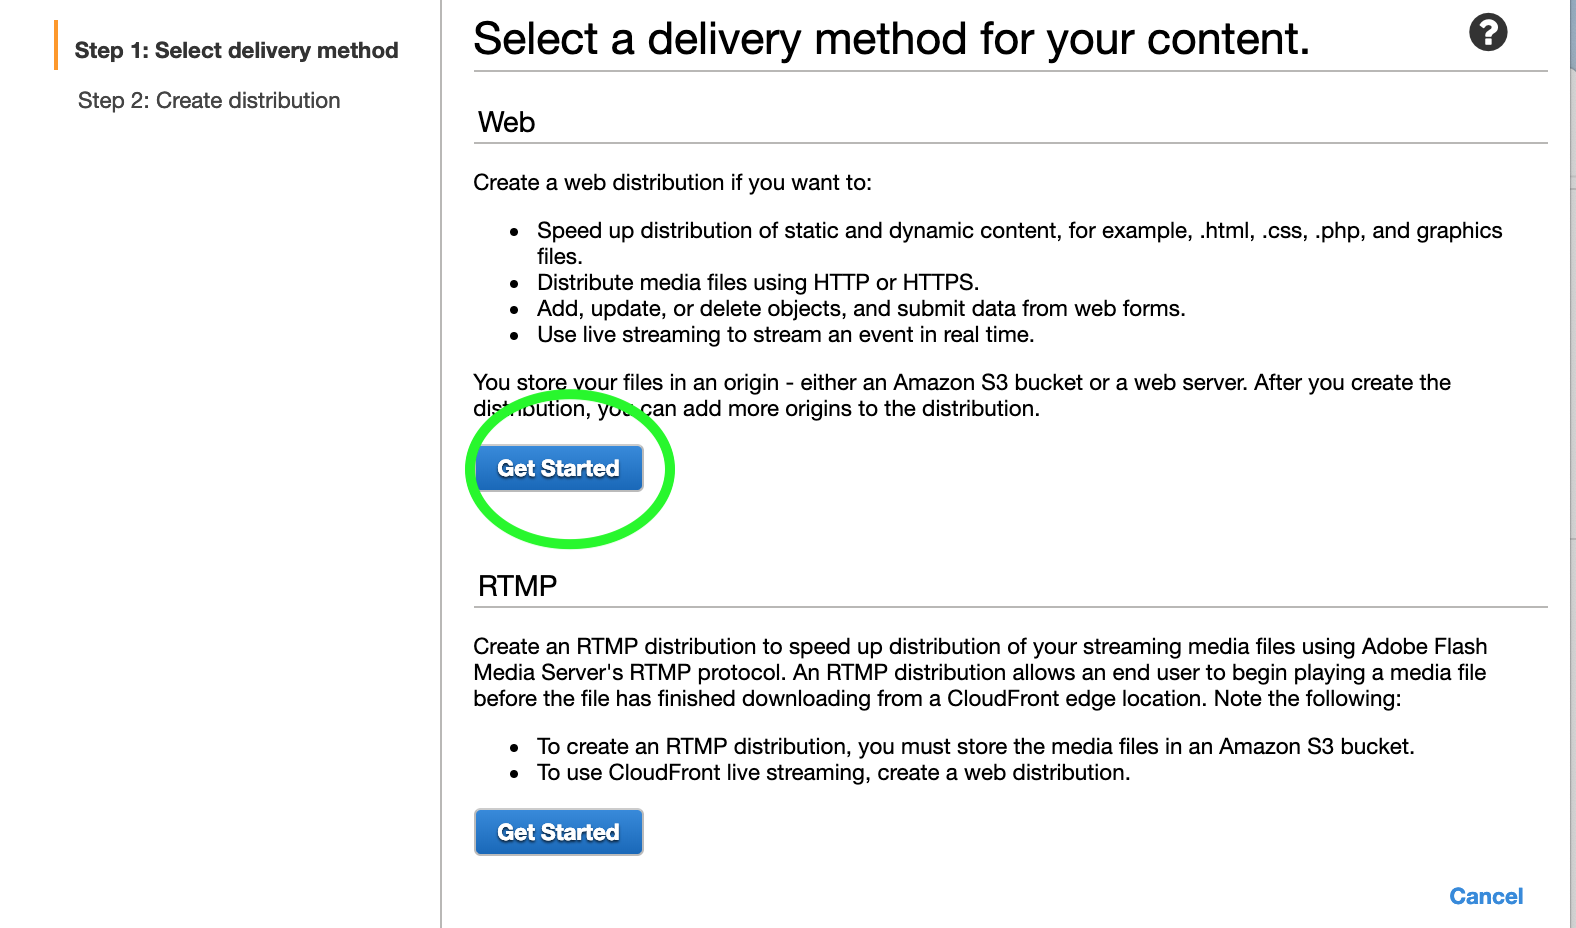 Step 1: Select delivery method
Step 2: Create distribution
Select a delivery method for your content.
?
Web
Create a web distribution if you want to:
• Speed up distribution of static and dynamic content, for example, .html, .css, .php, and graphics
files.
• Distribute media files using HTTP or HTTPS.
• Add, update, or delete objects, and submit data from web forms.
• Use live streaming to stream an event in real time.
You store your files in an origin - either an Amazon S3 bucket or a web server. After you create the
distribution, you can add more origins to the distribution.
Get Started
RTMP
Create an RTMP distribution to speed up distribution of your streaming media files using Adobe Flash
Media Server's RTMP protocol. An RTMP distribution allows an end user to begin playing a media file
before the file has finished downloading from a CloudFront edge location. Note the following:
• To create an RTMP distribution, you must store the media files in an Amazon S3 bucket.
• To use CloudFront live streaming, create a web distribution.
Get Started
Cancel